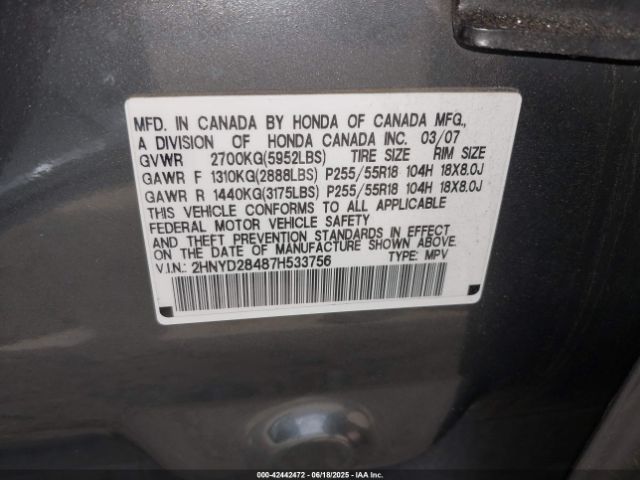 MFD. IN CANADA BY HONDA OF CANADA MFG.,
A DIVISION OF HONDA CANADA INC. 03/07
GVWR 2700KG(5952LBS) TIRE SIZE RIM SIZE
GAWR F 1310KG(2888LBS) P255/55R18 104H 18X8.0J
GAWR R 1440KG(3175LBS) P255/55R18 104H 18X8.0J
THIS VEHICLE CONFORMS TO ALL APPLICABLE
FEDERAL MOTOR VEHICLE SAFETY
AND THEFT PREVENTION STANDARDS IN EFFECT
ON THE DATE OF MANUFACTURE SHOWN ABOVE.
V.I.N.: 2HNYD28487H533756 TYPE: MPV
000-42442472 06/18/2025 IAAI.com